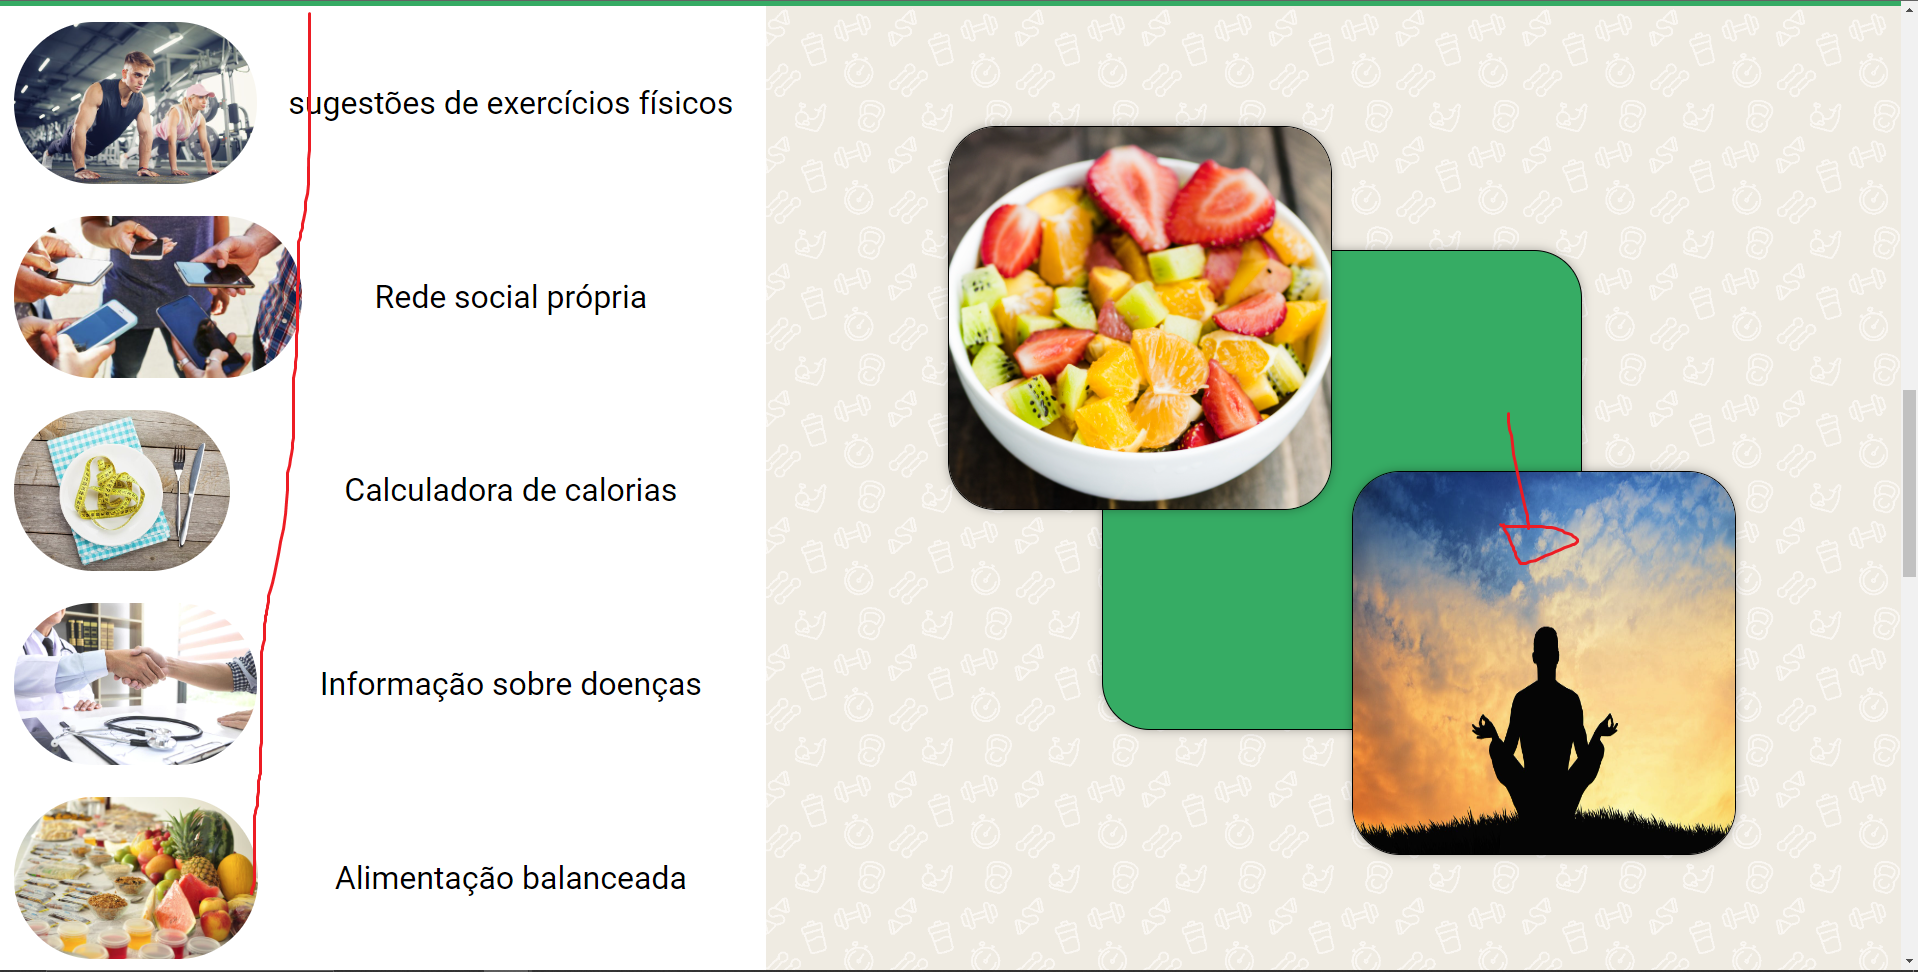 sugestões de exercícios físicos
Rede social própria
Calculadora de calorias
Informação sobre doenças
Alimentação balanceada